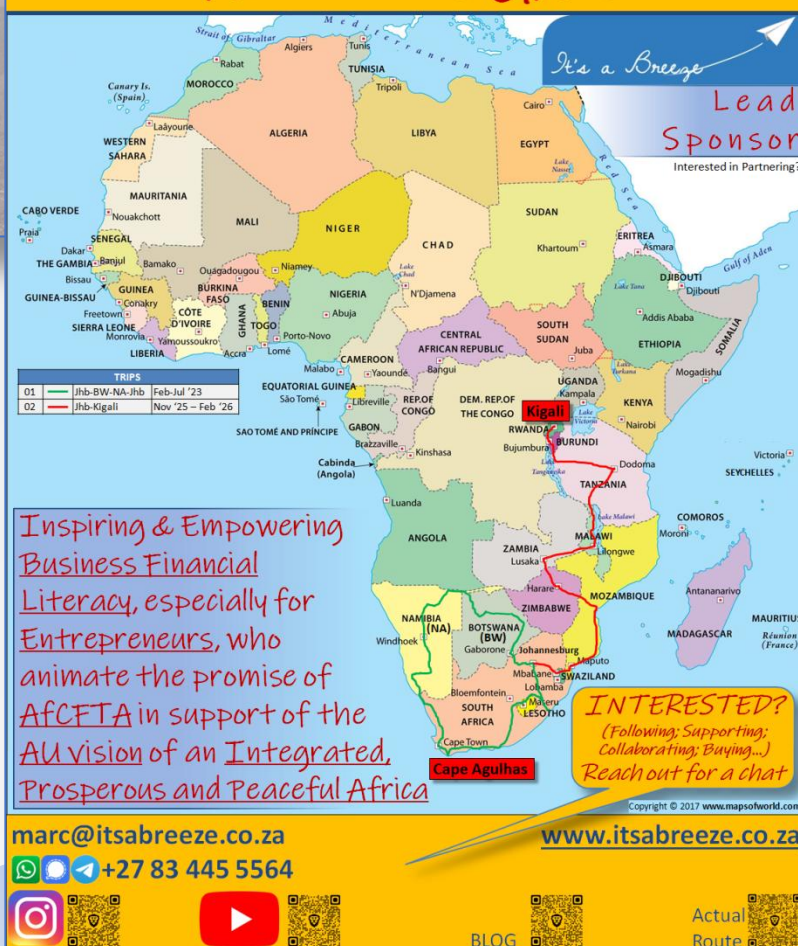 Mediterranean Sea
Strait of Gibraltar
Algiers
Tunis
Rabat
TUNISIA
Canary Is.
(Spain)
MOROCCO
Tripoli
It's a Breeze
Lead
Sponsor
Interested in Partnering?
Cairo
Laâyoune
WESTERN
SAHARA
ALGERIA
LIBYA
EGYPT
Lake
Nasser
Red Sea
MAURITANIA
Nouakchott
CABO VERDE
Praia
MALI
NIGER
CHAD
SUDAN
Khartoum
ERITREA
Asmara
Gulf of Aden
SENEGAL
Dakar
THE GAMBIA
Banjul
Bissau
GUINEA-BISSAU
Bamako
Ouagadougou
BURKINA
FASO
Niamey
Lake
Chad
N'Djamena
Lake Tana
DJIBOUTI
Djibouti
GUINEA
Conakry
Freetown
SIERRA LEONE
Monrovia
LIBERIA
CÔTE
D'IVOIRE
Yamoussoukro
GHANA
Accra
TOGO
Lomé
BENIN
Porto-Novo
NIGERIA
Abuja
CENTRAL
AFRICAN REPUBLIC
Bangui
SOUTH
SUDAN
Juba
Addis Ababa
ETHIOPIA
SOMALIA
Mogadishu
TRIPS
01 Jhb-BW-NA-Jhb Feb-Jul '23
02 Jhb-Kigali Nov '25 – Feb '26
CAMEROON
Malabo
Yaounde
EQUATORIAL GUINEA
São Tomé
Libreville
SAO TOMÉ AND PRÍNCIPE
GABON
REP.OF
CONGO
Brazzaville
Kinshasa
Cabinda
(Angola)
DEM. REP.OF
THE CONGO
Kigali
UGANDA
Kampala
Lake
Turkana
KENYA
Nairobi
Lake
Victoria
RWANDA
Bujumbura
BURUNDI
Lake
Tanganyika
Dodoma
TANZANIA
Victoria
SEYCHELLES
Luanda
ANGOLA
ZAMBIA
Lusaka
Lake Malawi
MALAWI
Lilongwe
COMOROS
Moroni
Harare
ZIMBABWE
MOZAMBIQUE
Antananarivo
MADAGASCAR
MAURITIUS
Réunion
(France)
NAMIBIA
(NA)
Windhoek
BOTSWANA
(BW)
Gaborone
Johannesburg
Maputo
Mbabane
SWAZILAND
Lobamba
Bloemfontein
Maseru
LESOTHO
SOUTH
AFRICA
Cape Town
Cape Agulhas
Inspiring & Empowering
Business Financial
Literacy, especially for
Entrepreneurs, who
animate the promise of
AfCFTA in support of the
AU vision of an Integrated,
Prosperous and Peaceful Africa
INTERESTED?
(Following; Supporting;
Collaborating; Buying...)
Reach out for a chat
Copyright © 2017 www.mapsofworld.com
marc@itsabreeze.co.za
www.itsabreeze.co.za
+27 83 445 5564
BLOG
Actual
Route